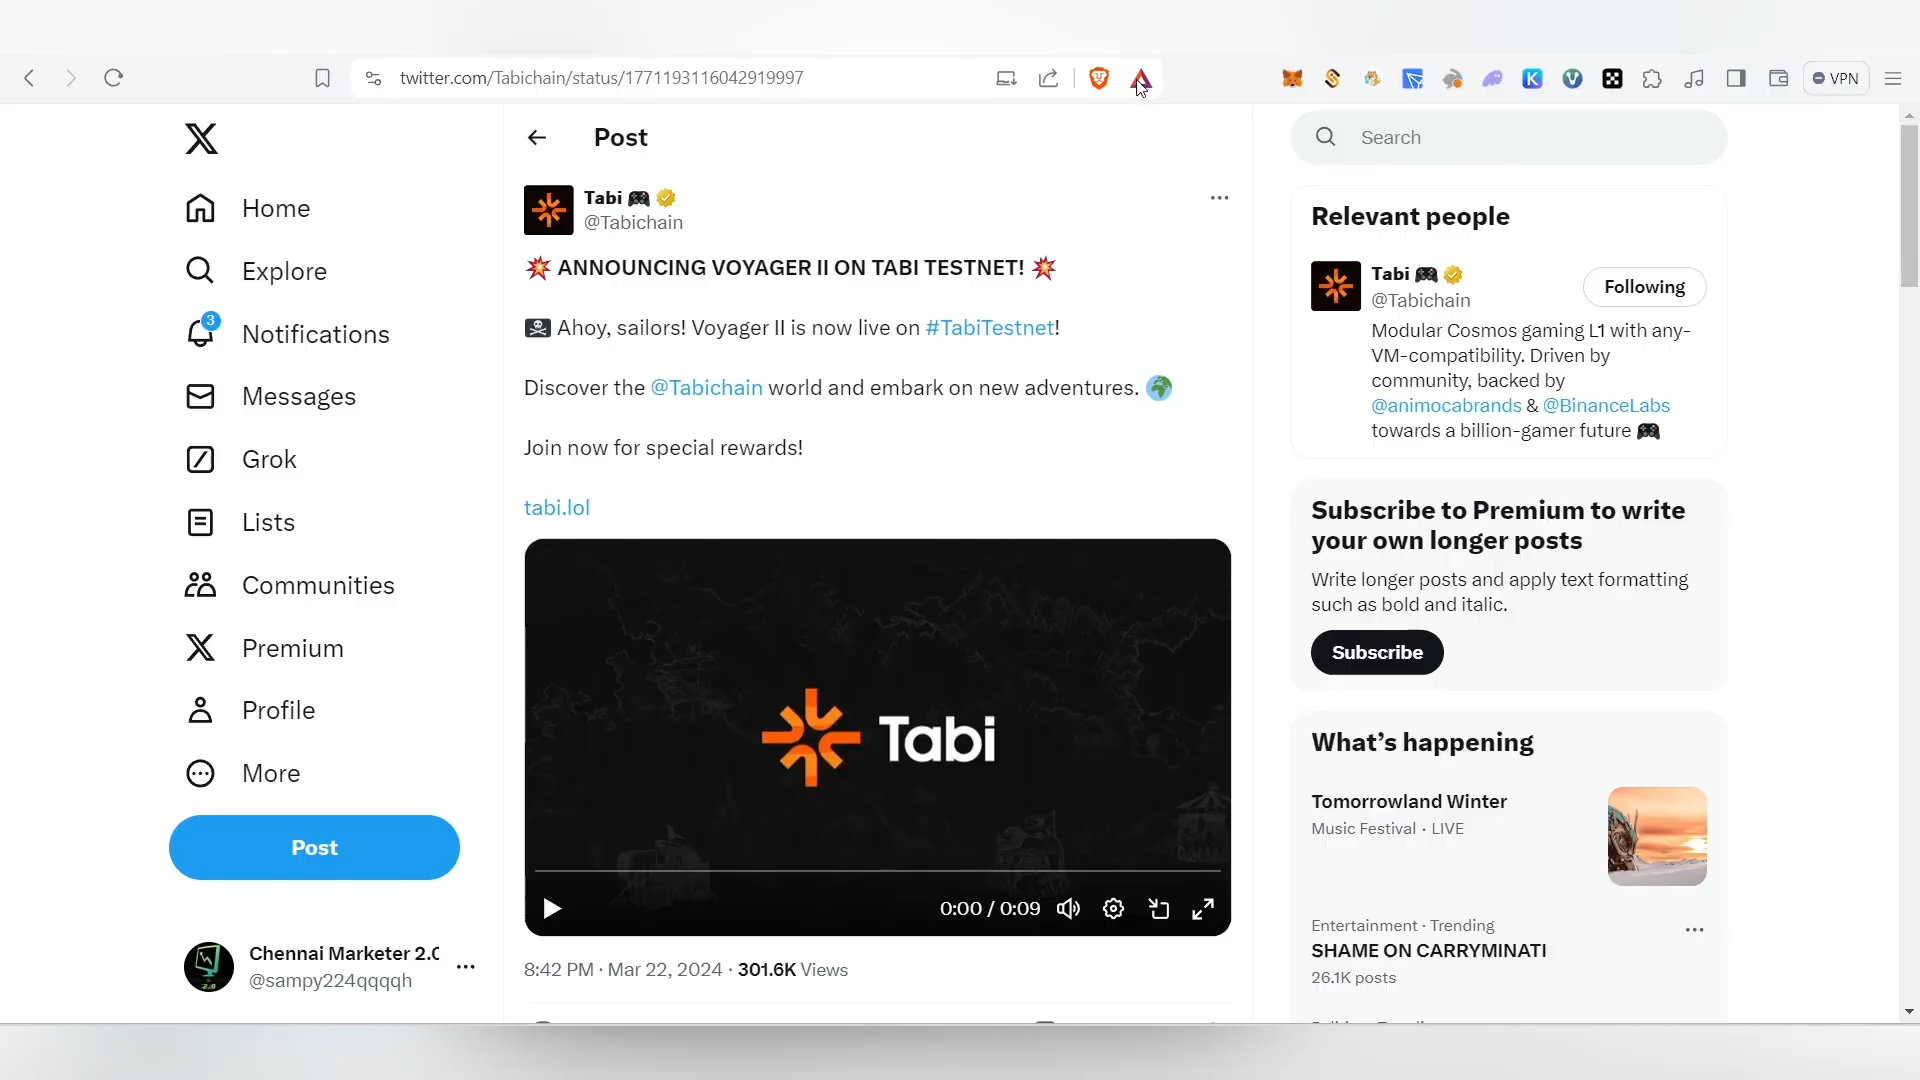 twitter.com/Tabichain/status/1771193116042919997
VPN
Home
Explore
3
Notifications
Messages
Grok
Lists
Communities
Premium
Profile
More
Post
Chennai Marketer 2.0
@sampy224qqqqh
Post
Tabi
@Tabichain
ANNOUNCING VOYAGER II ON TABI TESTNET!
Ahoy, sailors! Voyager II is now live on #TabiTestnet!
Discover the @Tabichain world and embark on new adventures.
Join now for special rewards!
tabi.lol
Tabi
0:00 / 0:09
8:42 PM · Mar 22, 2024 · 301.6K Views
Search
Relevant people
Tabi
@Tabichain
Following
Modular Cosmos gaming L1 with any-
VM-compatibility. Driven by
community, backed by
@animocabrands & @BinanceLabs
towards a billion-gamer future
Subscribe to Premium to write
your own longer posts
Write longer posts and apply text formatting
such as bold and italic.
Subscribe
What's happening
Tomorrowland Winter
Music Festival · LIVE
Entertainment · Trending
SHAME ON CARRYMINATI
26.1K posts